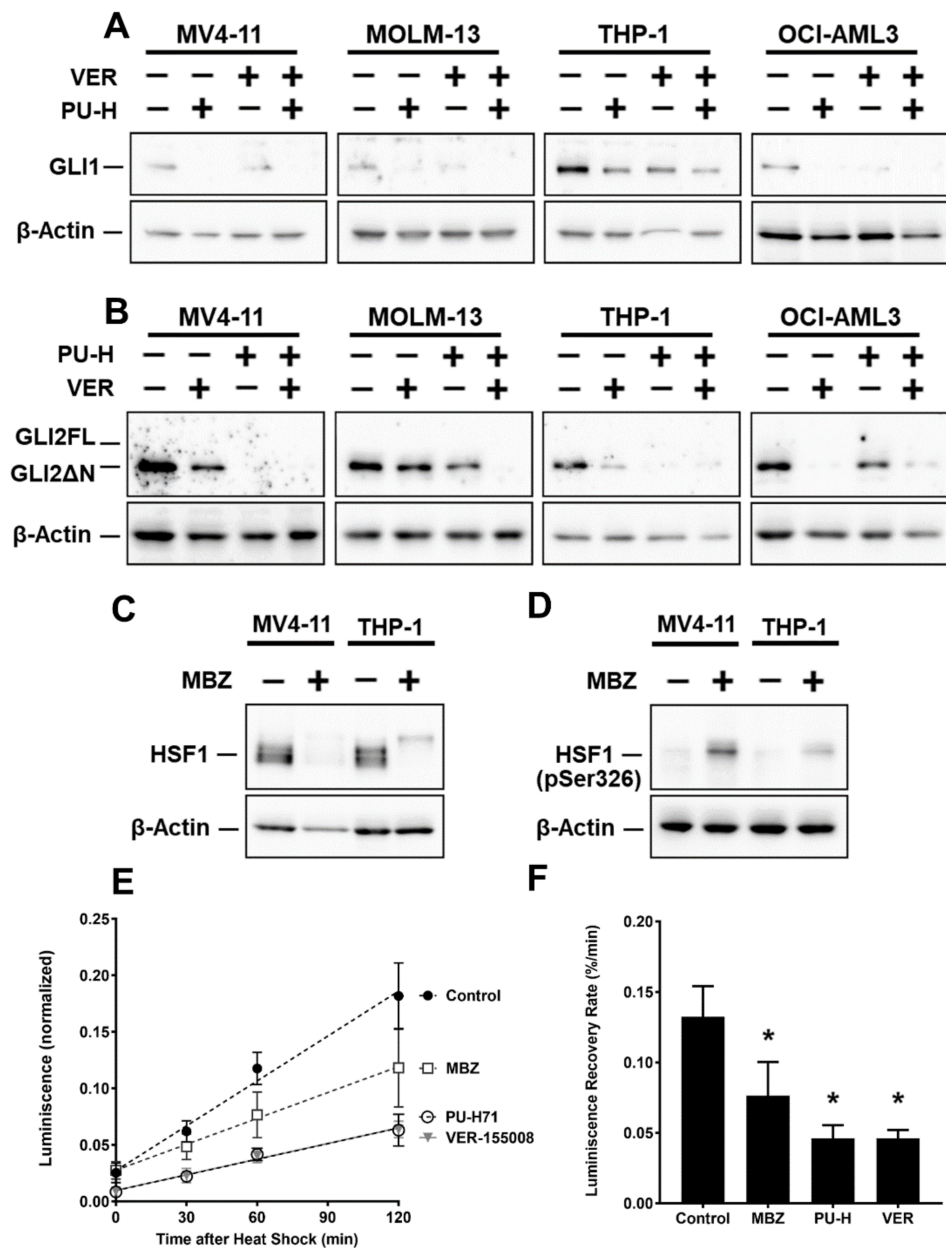 A
MV4-11 MOLM-13 THP-1 OCI-AML3
VER − − + + − − + + − − + + − − + +
PU-H − + − + − + − + − + − + − + − +
GLI1
β-Actin
B
MV4-11 MOLM-13 THP-1 OCI-AML3
PU-H − − + + − − + + − − + + − − + +
VER − + − + − + − + − + − + − + − +
GLI2FL
GLI2ΔN
β-Actin
C
MV4-11 THP-1
MBZ − + − +
HSF1
β-Actin
D
MV4-11 THP-1
MBZ − + − +
HSF1
(pSer326)
β-Actin
E
Luminiscence (normalized)
0.25
0.20
0.15
0.10
0.05
0.00
0 30 60 90 120
Time after Heat Shock (min)
Control
MBZ
PU-H71
VER-155008
F
Luminiscence Recovery Rate (%/min)
0.20
0.15
0.10
0.05
0.00
* * *
Control MBZ PU-H VER